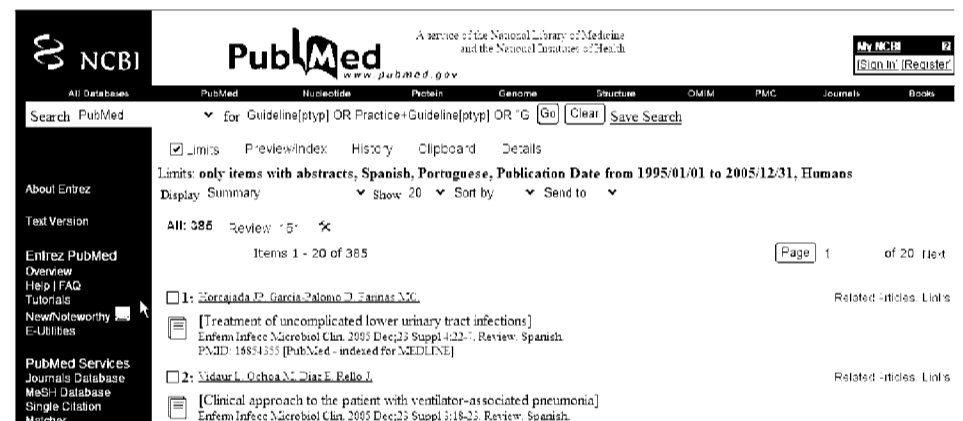 NCBI
PubMed
www.pubmed.gov
A service of the National Library of Medicine
and the National Institutes of Health
My NCBI
[Sign In] [Register]
All Databases PubMed Nucleotide Protein Genome Structure OMIM PMC Journals Books
Search PubMed for Guideline[ptyp] OR Practice+Guideline[ptyp] OR "G Go Clear Save Search
Limits Preview/Index History Clipboard Details
Limits: only items with abstracts, Spanish, Portuguese, Publication Date from 1995/01/01 to 2005/12/31, Humans
About Entrez
Display Summary Show 20 Sort by Send to
Text Version
All: 385 Review
Items 1 - 20 of 385 Page 1 of 20 Next
Entrez PubMed
Overview
Help | FAQ
Tutorials
New/Noteworthy
E-Utilities
1: Horcajada JP, Garcia-Palomo D, Farinas MC. Related Articles, Links
[Treatment of uncomplicated lower urinary tract infections]
Enferm Infecc Microbiol Clin. 2005 Dec;23 Suppl Review. Spanish.
PMID: 16854355 [PubMed - indexed for MEDLINE]
PubMed Services
Journals Database
MeSH Database
Single Citation
Matcher
2: Vidaur L, Ochoa M, Diaz E, Rello J. Related Articles, Links
[Clinical approach to the patient with ventilator-associated pneumonia]
Enferm Infecc Microbiol Clin. 2005 Dec;23 Suppl 3:18-23. Review. Spanish.